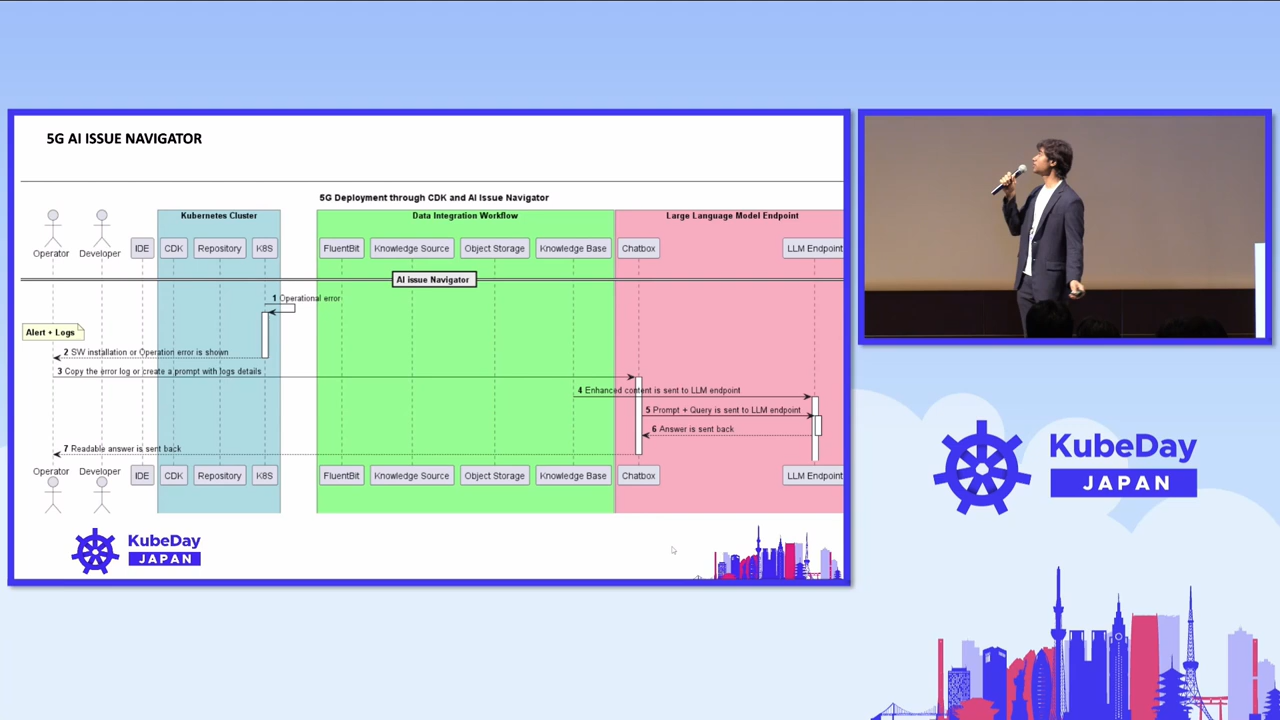 5G AI ISSUE NAVIGATOR
5G Deployment through CDK and AI Issue Navigator
Kubernetes Cluster
Data Integration Workflow
Large Language Model Endpoint
Operator
Developer
IDE
CDK
Repository
K8S
FluentBit
Knowledge Source
Object Storage
Knowledge Base
Chatbox
LLM Endpoint
AI issue Navigator
1 Operational error
Alert + Logs
2 SW installation or Operation error is shown
3 Copy the error log or create a prompt with logs details
4 Enhanced content is sent to LLM endpoint
5 Prompt + Query is sent to LLM endpoint
6 Answer is sent back
7 Readable answer is sent back
Operator
Developer
IDE
CDK
Repository
K8S
FluentBit
Knowledge Source
Object Storage
Knowledge Base
Chatbox
LLM Endpoint
KubeDay
JAPAN
KubeDay
JAPAN